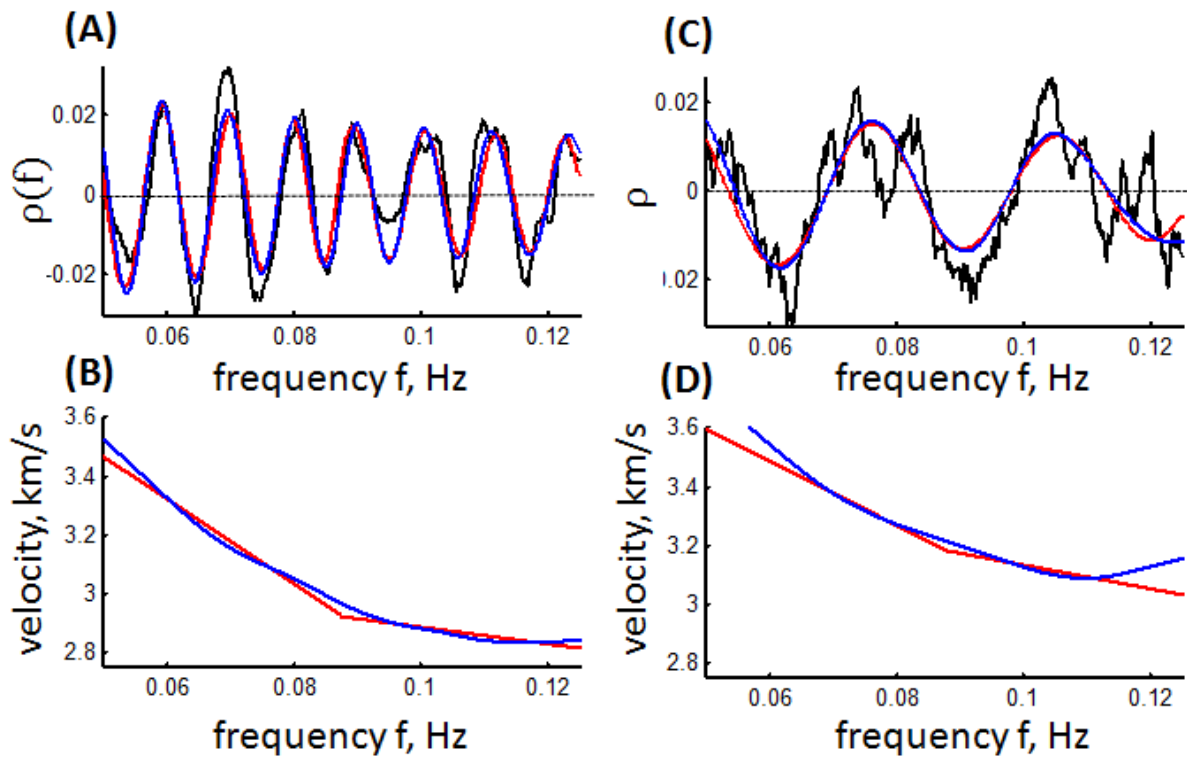 (A)
0.02
0
-0.02
ρ(f)
0.06
0.08
0.1
0.12
frequency f, Hz
(B)
3.6
3.4
3.2
3
2.8
velocity, km/s
0.06
0.08
0.1
0.12
frequency f, Hz
(C)
0.02
0
0.02
ρ
0.06
0.08
0.1
0.12
frequency f, Hz
(D)
3.6
3.4
3.2
3
2.8
velocity, km/s
0.06
0.08
0.1
0.12
frequency f, Hz